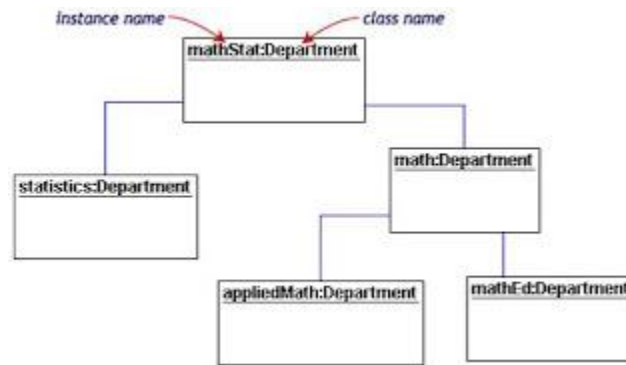 instance name
class name
mathStat:Department
math:Department
statistics:Department
appliedMath:Department
mathEd:Department